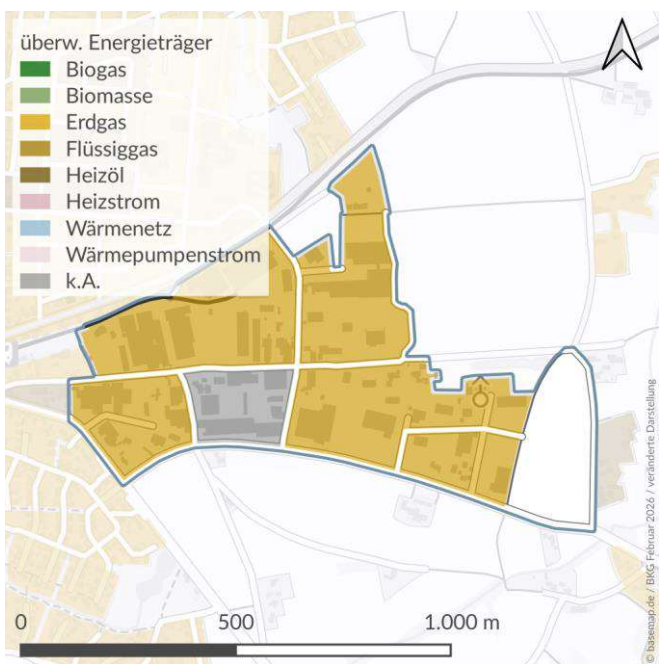 überw. Energieträger
Biogas
Biomasse
Erdgas
Flüssiggas
Heizöl
Heizstrom
Wärmenetz
Wärmepumpenstrom
k.A.
0 500 1.000 m
© basemap.de / BKG Februar 2026 / veränderte Darstellung